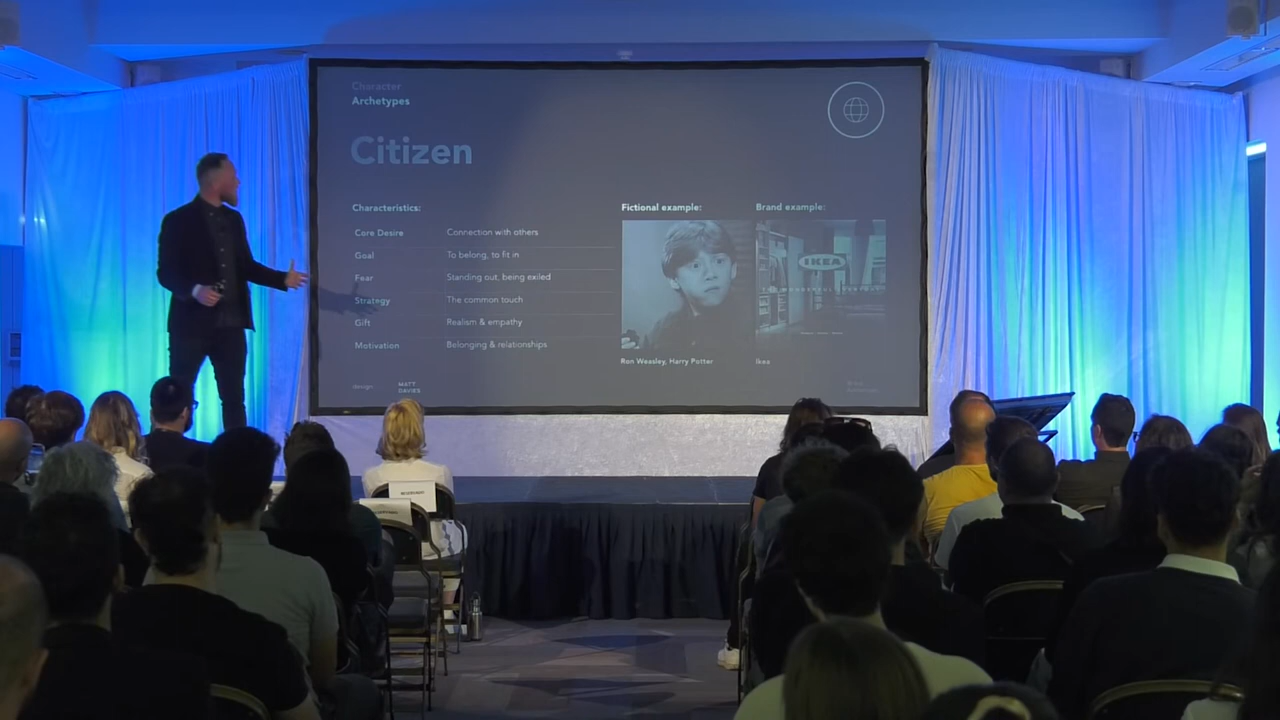 Character
Archetypes
Citizen
Characteristics:
Core Desire Connection with others
Goal To belong, to fit in
Fear Standing out, being exiled
Strategy The common touch
Gift Realism & empathy
Motivation Belonging & relationships
Fictional example: Brand example:
IKEA
Ron Weasley, Harry Potter Ikea
design MATT
DAVIES
RESERVED